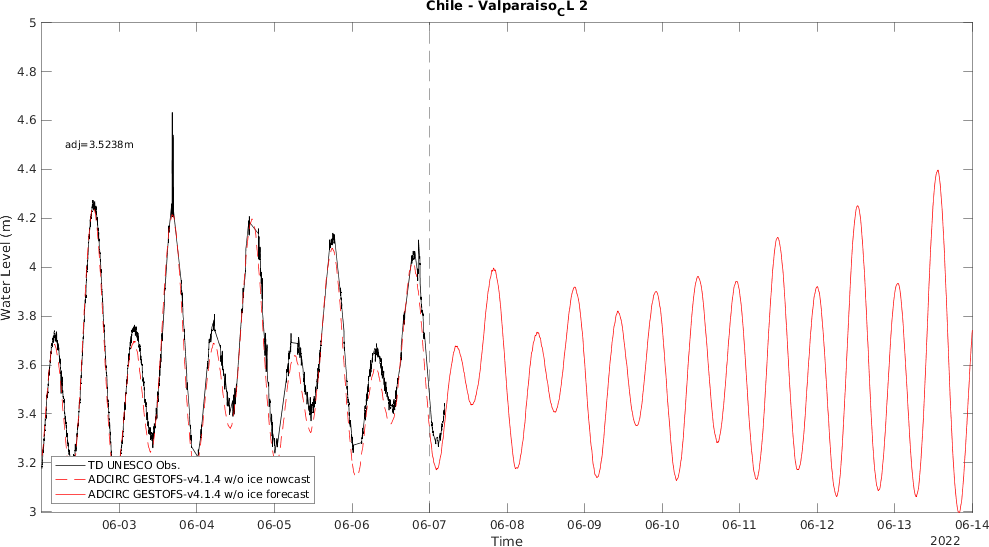 Chile - Valparaiso_CL 2
5
4.8
4.6
adj=3.5238m
4.4
4.2
Water Level (m)
4
3.8
3.6
3.4
3.2
3
TD UNESCO Obs.
ADCIRC GESTOFS-v4.1.4 w/o ice nowcast
ADCIRC GESTOFS-v4.1.4 w/o ice forecast
06-03 06-04 06-05 06-06 06-07 06-08 06-09 06-10 06-11 06-12 06-13 06-14
Time
2022